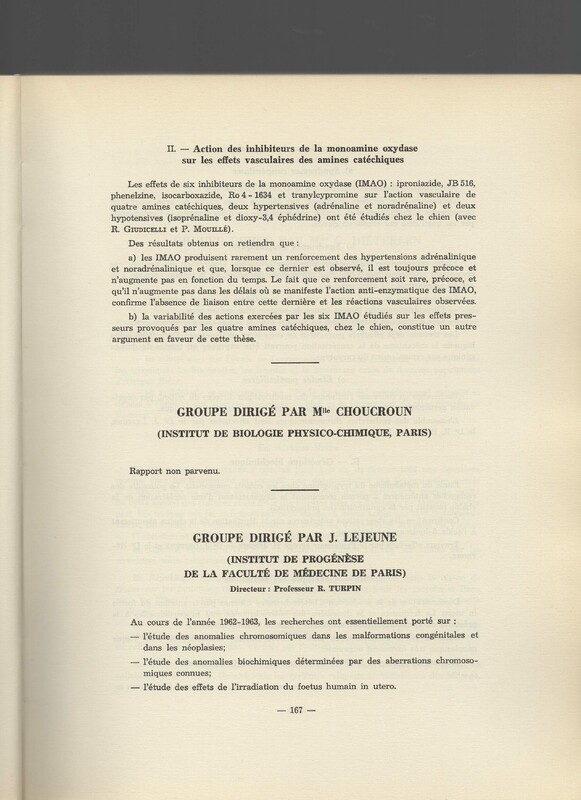 II. — Action des inhibiteurs de la monoamine oxydase
sur les effets vasculaires des amines catéchiques
Les effets de six inhibiteurs de la monoamine oxydase (IMAO) : iproniazide, JB 516,
phenelzine, isocarboxazide, Ro 4 - 1634 et tranylcypromine sur l'action vasculaire de
quatre amines catéchiques, deux hypertensives (adrénaline et noradrénaline) et deux
hypotensives (isoprénaline et dioxy-3,4 éphédrine) ont été étudiés chez le chien (avec
R. GIUDICELLI et P. MOUILLÉ).
Des résultats obtenus on retiendra que :
a) les IMAO produisent rarement un renforcement des hypertensions adrénalinique
et noradrénalinique et que, lorsque ce dernier est observé, il est toujours précoce et
n'augmente pas en fonction du temps. Le fait que ce renforcement soit rare, précoce, et
qu'il n'augmente pas dans les délais où se manifeste l'action anti-enzymatique des IMAO,
confirme l'absence de liaison entre cette dernière et les réactions vasculaires observées.
b) la variabilité des actions exercées par les six IMAO étudiés sur les effets pres-
seurs provoqués par les quatre amines catéchiques, chez le chien, constitue un autre
argument en faveur de cette thèse.
GROUPE DIRIGÉ PAR Mlle CHOUCROUN
(INSTITUT DE BIOLOGIE PHYSICO-CHIMIQUE, PARIS)
Rapport non parvenu.
GROUPE DIRIGÉ PAR J. LEJEUNE
(INSTITUT DE PROGÉNÈSE
DE LA FACULTÉ DE MÉDECINE DE PARIS)
Directeur : Professeur R. TURPIN
Au cours de l'année 1962-1963, les recherches ont essentiellement porté sur :
— l'étude des anomalies chromosomiques dans les malformations congénitales et
dans les néoplasies;
— l'étude des anomalies biochimiques déterminées par des aberrations chromoso-
miques connues;
— l'étude des effets de l'irradiation du foetus humain in utero.
— 167 —